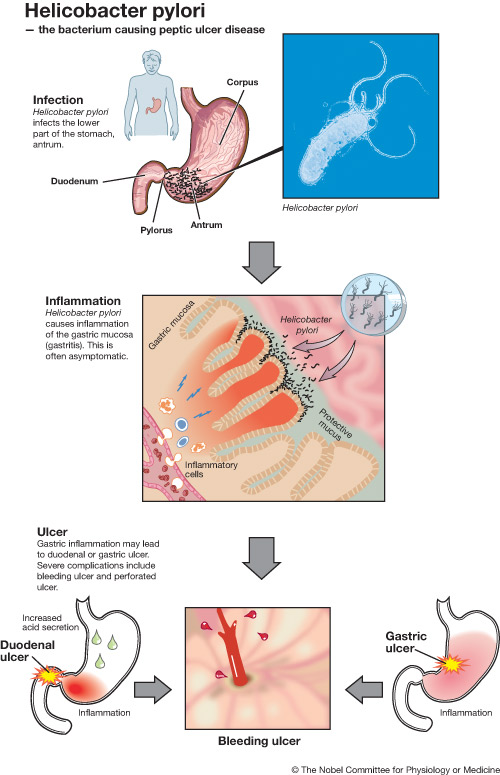 Helicobacter pylori
— the bacterium causing peptic ulcer disease
Infection
Helicobacter pylori
infects the lower
part of the stomach,
antrum.
Corpus
Duodenum
Pylorus
Antrum
Helicobacter pylori
Inflammation
Helicobacter pylori
causes inflammation
of the gastric mucosa
(gastritis). This is
often asymptomatic.
Gastric mucosa
Helicobacter
pylori
Protective
mucus
Inflammatory
cells
Ulcer
Gastric inflammation may lead
to duodenal or gastric ulcer.
Severe complications include
bleeding ulcer and perforated
ulcer.
Increased
acid secretion
Duodenal
ulcer
Inflammation
Bleeding ulcer
Gastric
ulcer
Inflammation
© The Nobel Committee for Physiology or Medicine